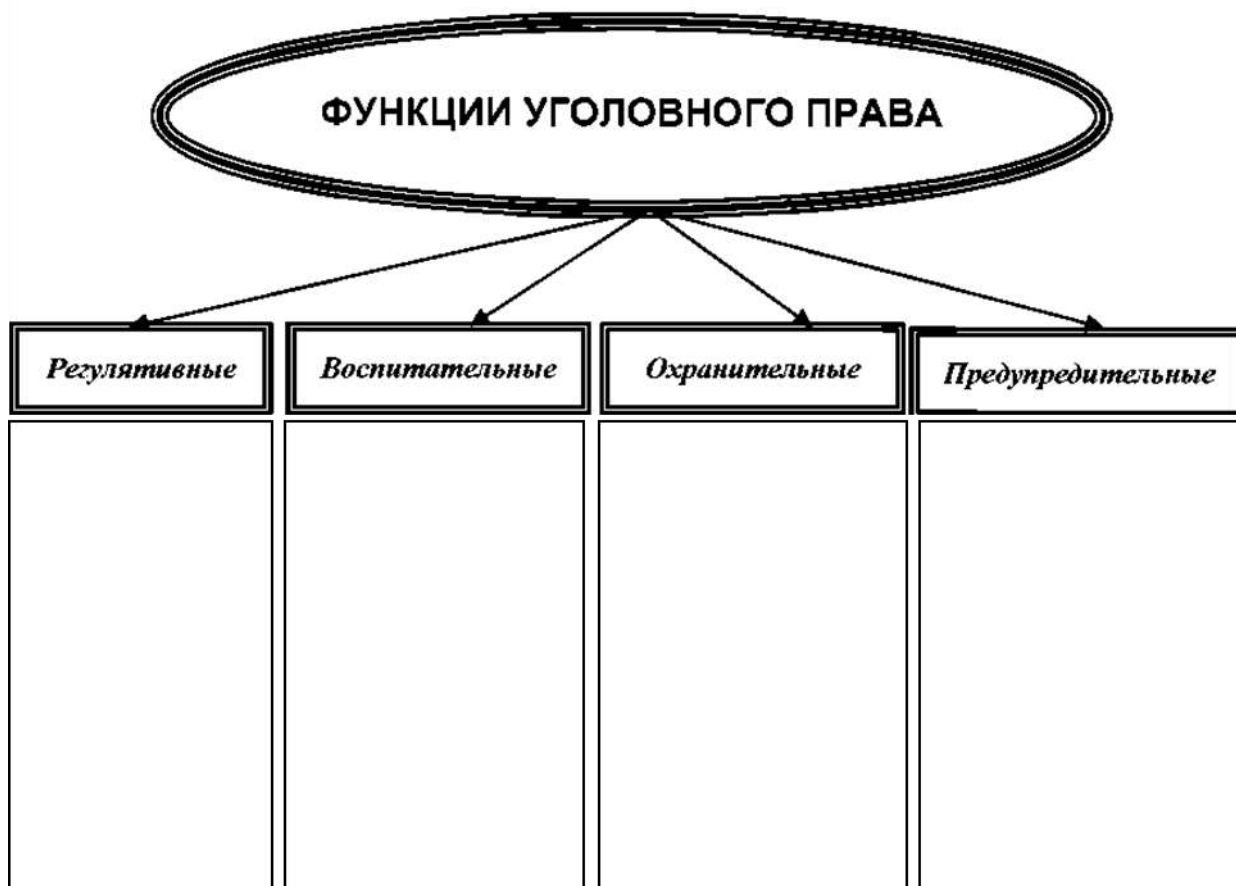 ФУНКЦИИ УГОЛОВНОГО ПРАВА
Регулятивные
Воспитательные
Охранительные
Предупредительные